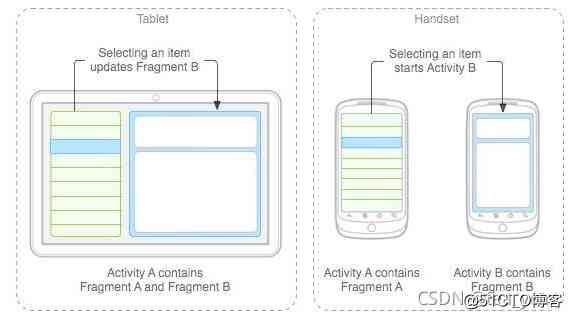 Tablet
Selecting an item
updates Fragment B
Activity A contains
Fragment A and Fragment B
Handset
Selecting an item
starts Activity B
Activity A contains
Fragment A
Activity B contains
Fragment B
@51CTO博客